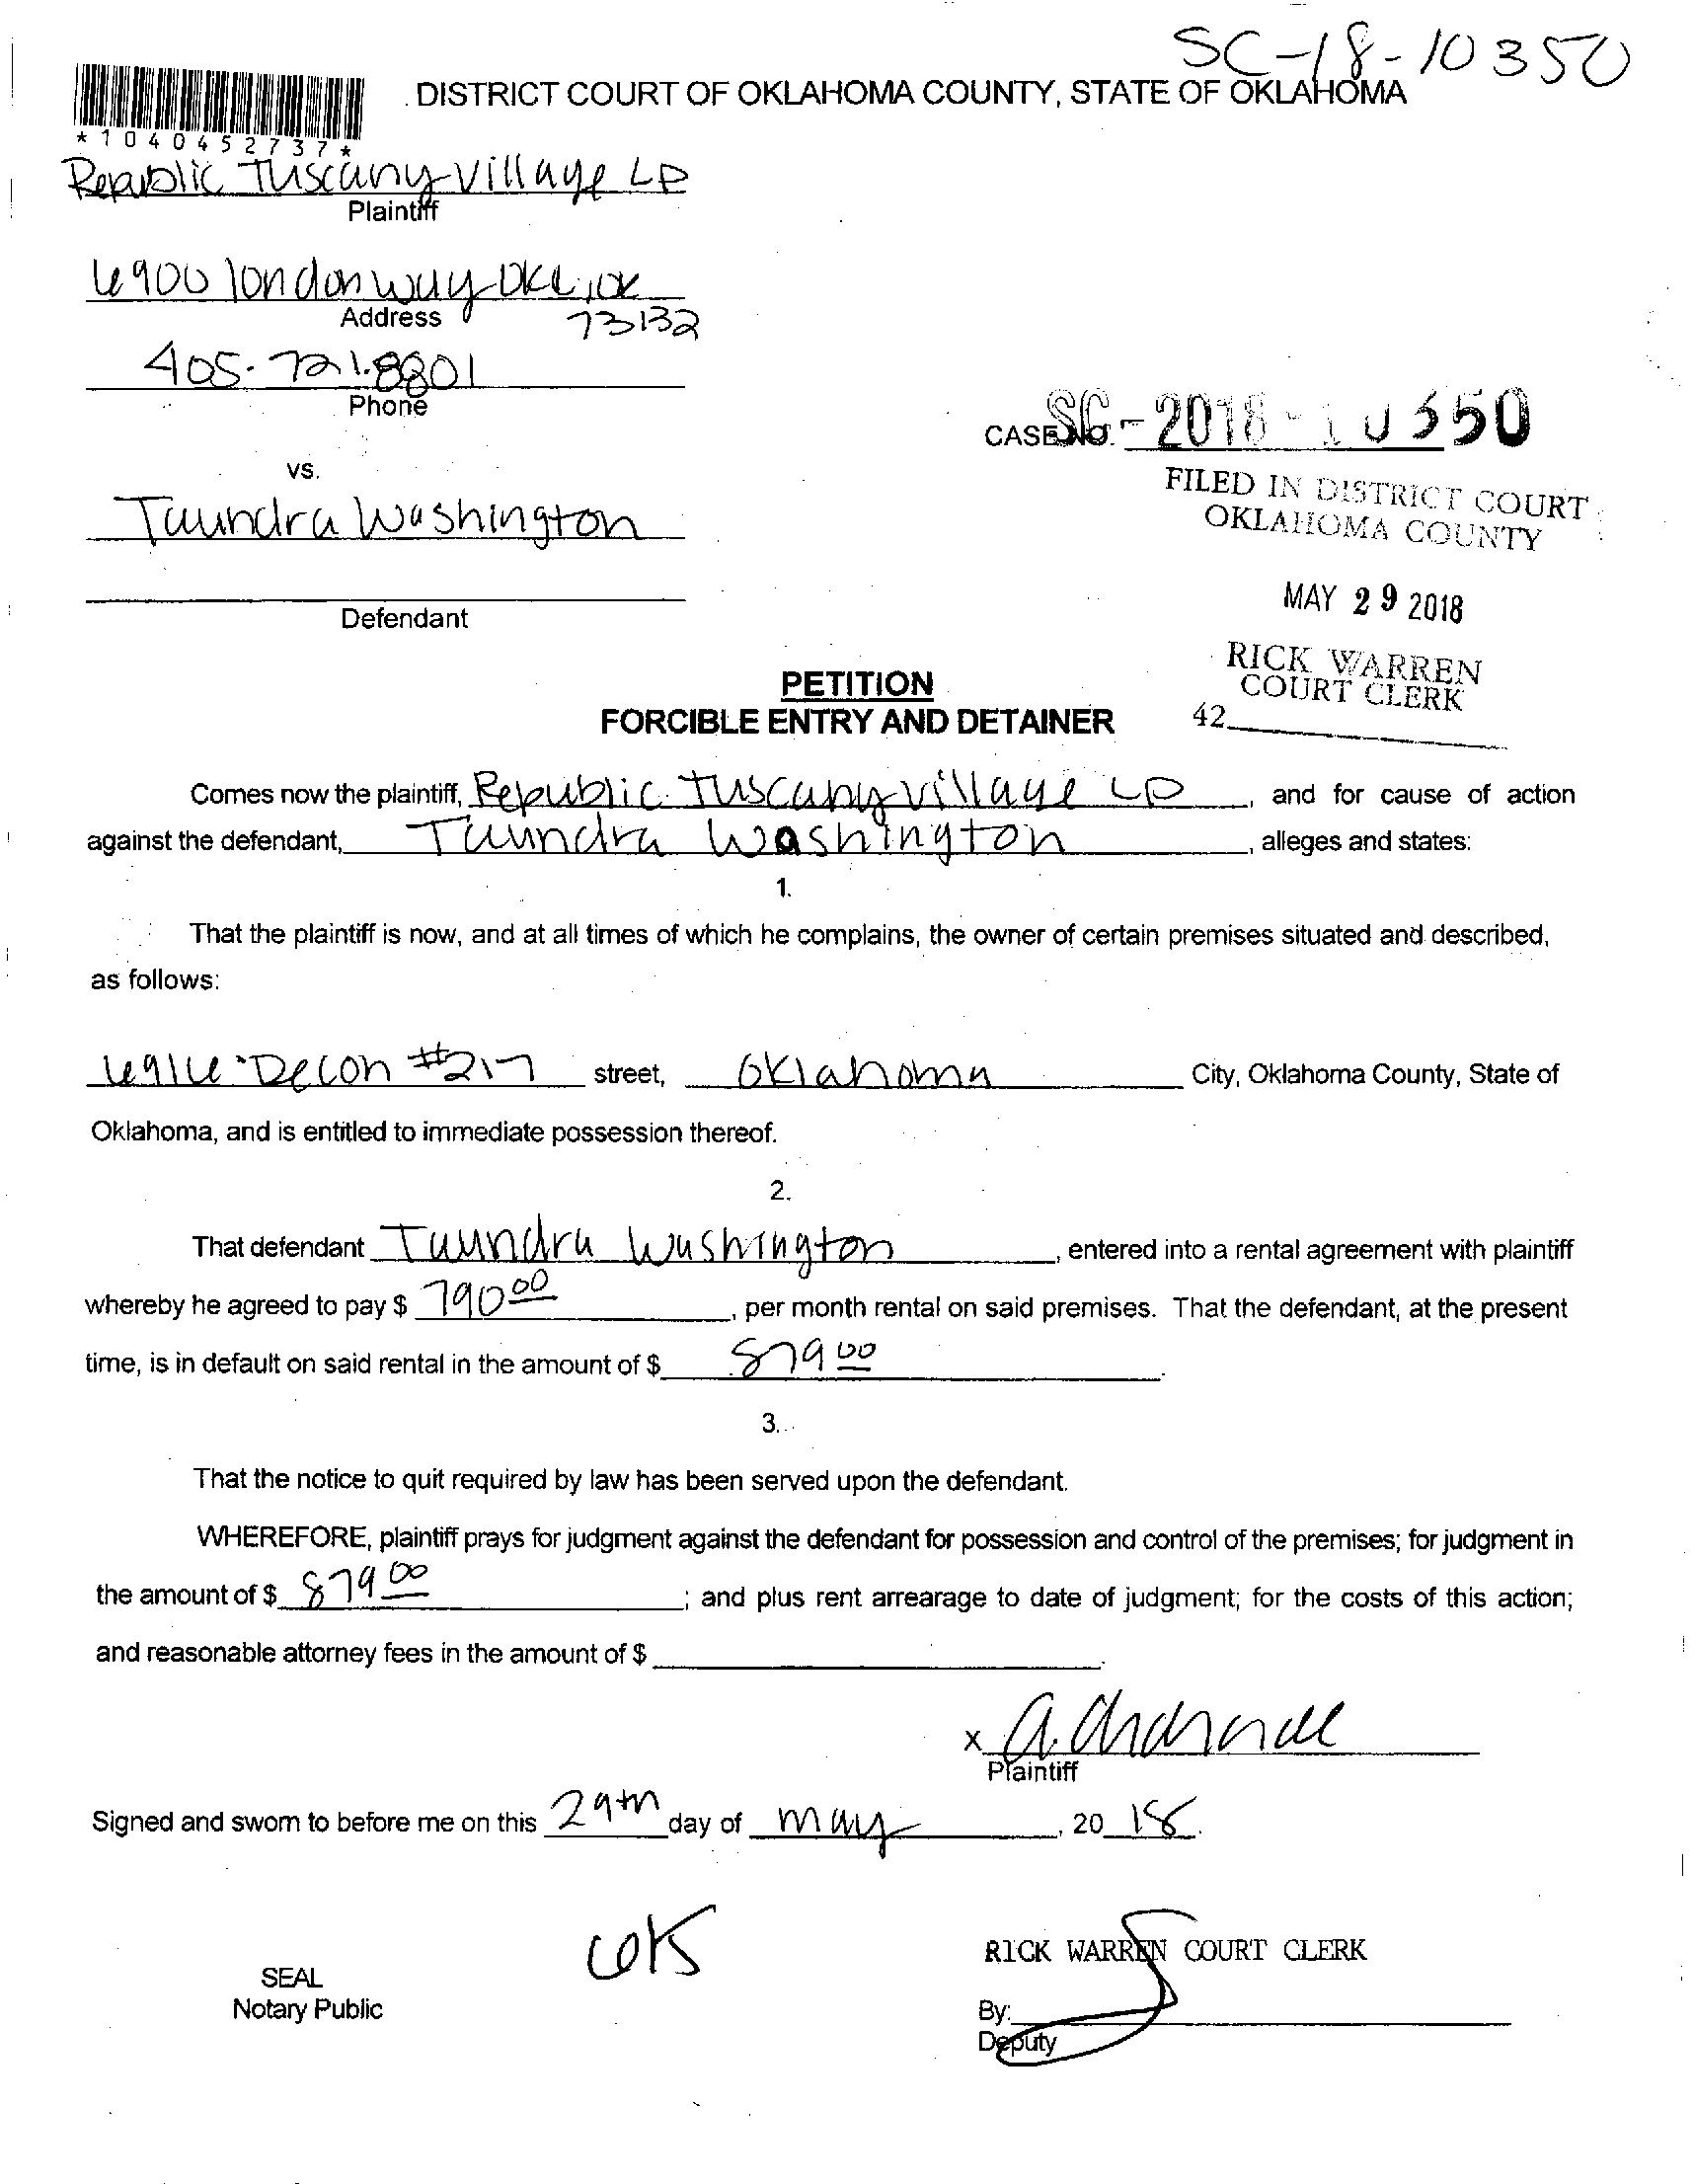 SC-18-10350
DISTRICT COURT OF OKLAHOMA COUNTY, STATE OF OKLAHOMA
*1040452737*
Republic Tuscany Village LP
Plaintiff
6900 london way OKC, OK
Address 73132
405-721-8801
Phone
CASE NO. SC-2018-10350
vs.
FILED IN DISTRICT COURT
OKLAHOMA COUNTY
Taundra Washington
MAY 29 2018
Defendant
RICK WARREN
COURT CLERK
42
PETITION
FORCIBLE ENTRY AND DETAINER
Comes now the plaintiff, Republic Tuscany Village LP, and for cause of action
against the defendant, Taundra Washington, alleges and states:
1.
That the plaintiff is now, and at all times of which he complains, the owner of certain premises situated and described,
as follows:
6916 Decon #217 street, Oklahoma City, Oklahoma County, State of
Oklahoma, and is entitled to immediate possession thereof.
2.
That defendant Taundra Washington, entered into a rental agreement with plaintiff
whereby he agreed to pay $ 790 00, per month rental on said premises. That the defendant, at the present
time, is in default on said rental in the amount of $ 879 00.
3.
That the notice to quit required by law has been served upon the defendant.
WHEREFORE, plaintiff prays for judgment against the defendant for possession and control of the premises; for judgment in
the amount of $ 879 00; and plus rent arrearage to date of judgment; for the costs of this action;
and reasonable attorney fees in the amount of $
x
Plaintiff
Signed and sworn to before me on this 29th day of may, 20 18.
RICK WARREN COURT CLERK
SEAL
Notary Public
By:
Deputy